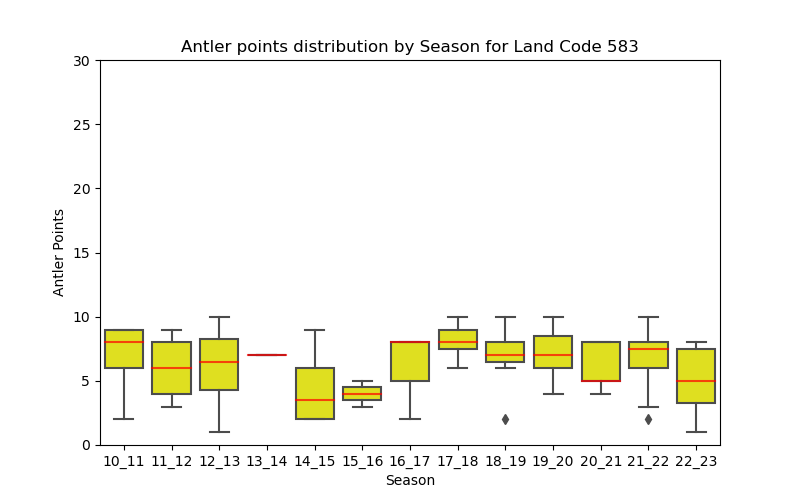 Antler points distribution by Season for Land Code 583
30
25
20
15
10
5
0
Antler Points
10_11 11_12 12_13 13_14 14_15 15_16 16_17 17_18 18_19 19_20 20_21 21_22 22_23
Season